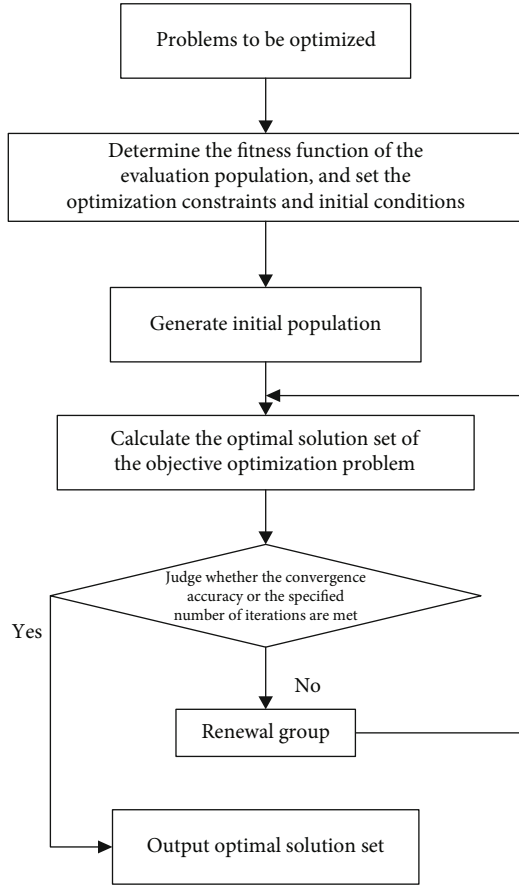 Problems to be optimized
Determine the fitness function of the
evaluation population, and set the
optimization constraints and initial conditions
Generate initial population
Calculate the optimal solution set of
the objective optimization problem
Judge whether the convergence
accuracy or the specified
number of iterations are met
Yes
No
Renewal group
Output optimal solution set